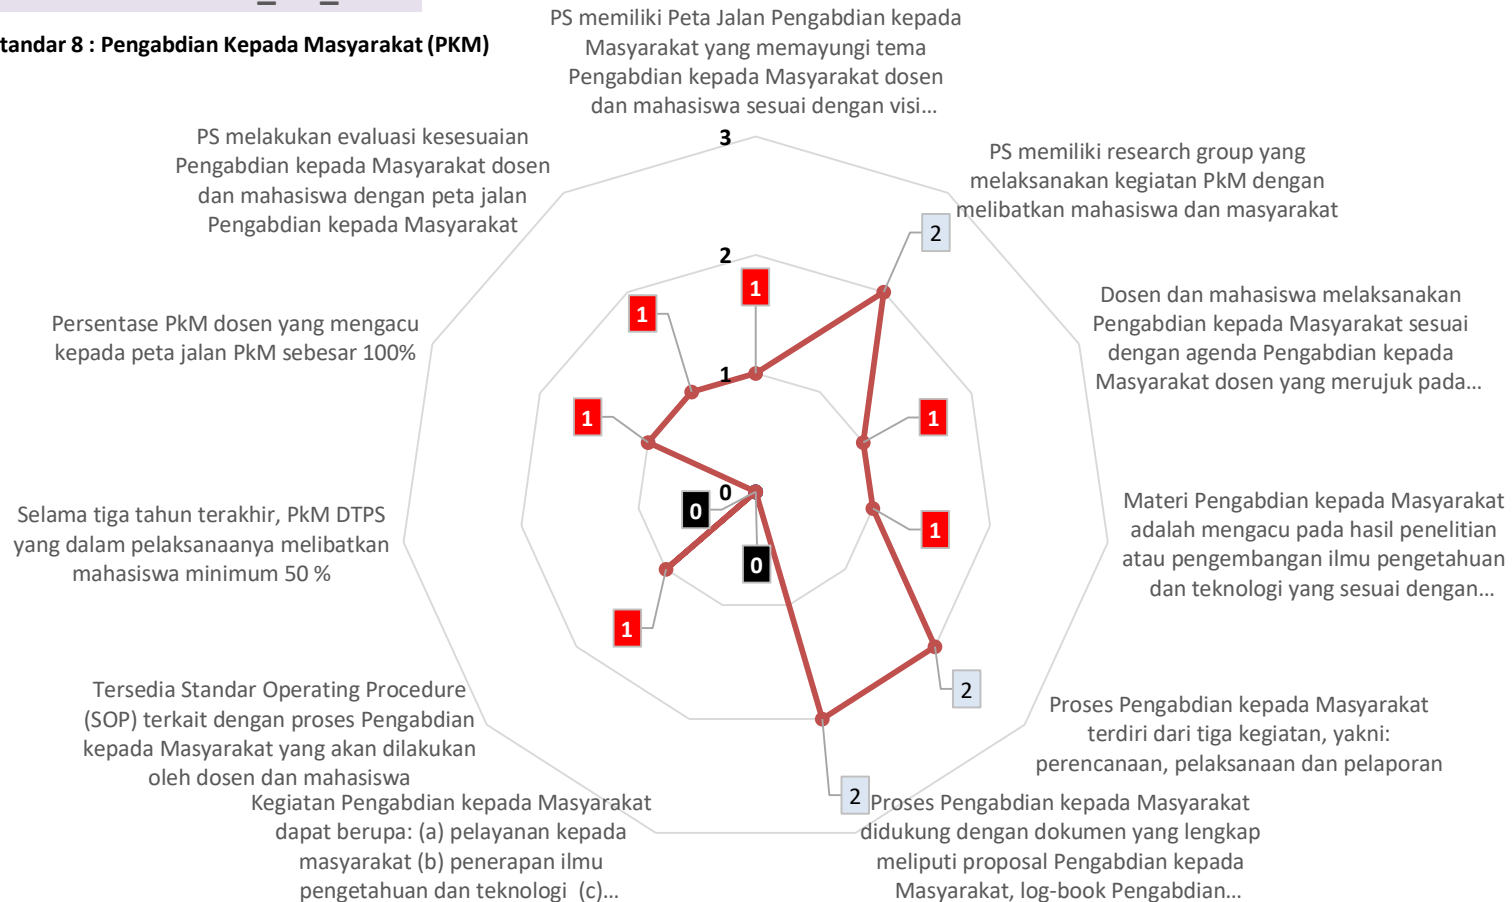 tandar 8 : Pengabdian Kepada Masyarakat (PKM)
PS memiliki Peta Jalan Pengabdian kepada
Masyarakat yang memayungi tema
Pengabdian kepada Masyarakat dosen
dan mahasiswa sesuai dengan visi...
PS memiliki research group yang
melaksanakan kegiatan PkM dengan
melibatkan mahasiswa dan masyarakat
Dosen dan mahasiswa melaksanakan
Pengabdian kepada Masyarakat sesuai
dengan agenda Pengabdian kepada
Masyarakat dosen yang merujuk pada...
Materi Pengabdian kepada Masyarakat
adalah mengacu pada hasil penelitian
atau pengembangan ilmu pengetahuan
dan teknologi yang sesuai dengan...
Proses Pengabdian kepada Masyarakat
terdiri dari tiga kegiatan, yakni:
perencanaan, pelaksanaan dan pelaporan
Proses Pengabdian kepada Masyarakat
didukung dengan dokumen yang lengkap
meliputi proposal Pengabdian kepada
Masyarakat, log-book Pengabdian...
Kegiatan Pengabdian kepada Masyarakat
dapat berupa: (a) pelayanan kepada
masyarakat (b) penerapan ilmu
pengetahuan dan teknologi (c)...
Tersedia Standar Operating Procedure
(SOP) terkait dengan proses Pengabdian
kepada Masyarakat yang akan dilakukan
oleh dosen dan mahasiswa
Selama tiga tahun terakhir, PkM DTPS
yang dalam pelaksanaanya melibatkan
mahasiswa minimum 50 %
Persentase PkM dosen yang mengacu
kepada peta jalan PkM sebesar 100%
PS melakukan evaluasi kesesuaian
Pengabdian kepada Masyarakat dosen
dan mahasiswa dengan peta jalan
Pengabdian kepada Masyarakat
3
2
1
0
1
2
1
1
2
2
0
1
0
1
1